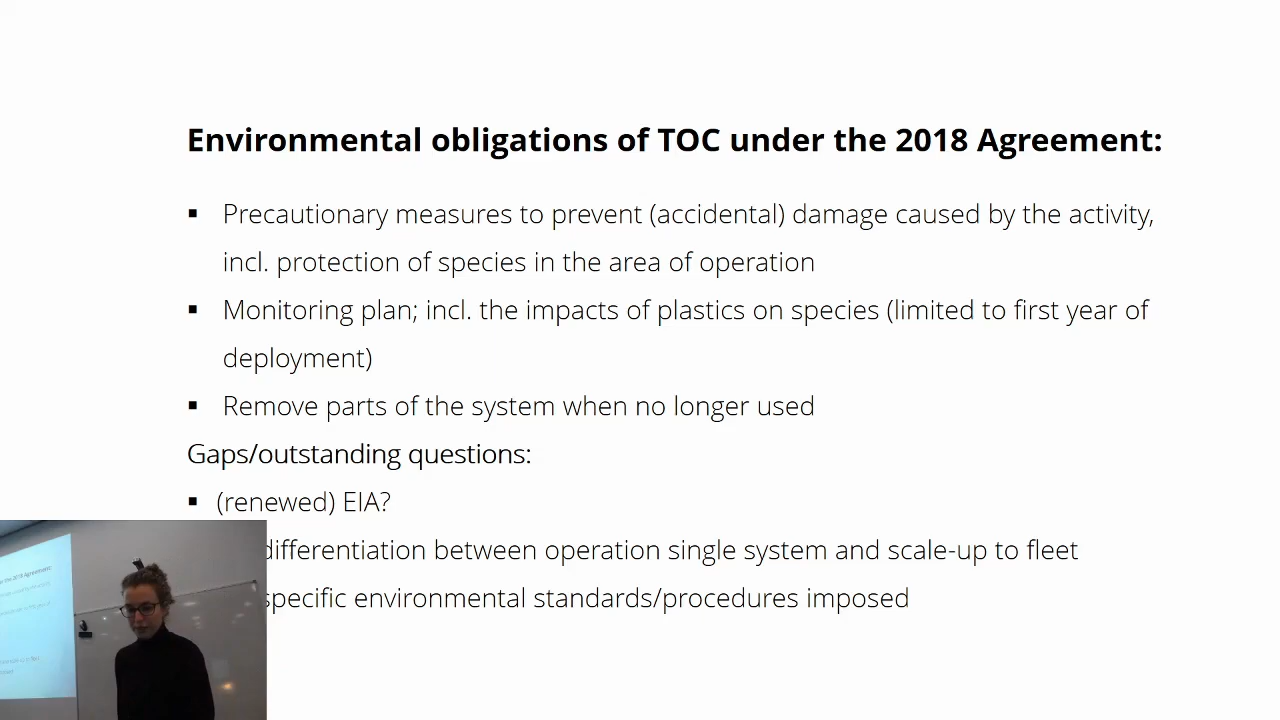 Environmental obligations of TOC under the 2018 Agreement:
▪ Precautionary measures to prevent (accidental) damage caused by the activity,
incl. protection of species in the area of operation
▪ Monitoring plan; incl. the impacts of plastics on species (limited to first year of
deployment)
▪ Remove parts of the system when no longer used
Gaps/outstanding questions:
▪ (renewed) EIA?
differentiation between operation single system and scale-up to fleet
specific environmental standards/procedures imposed